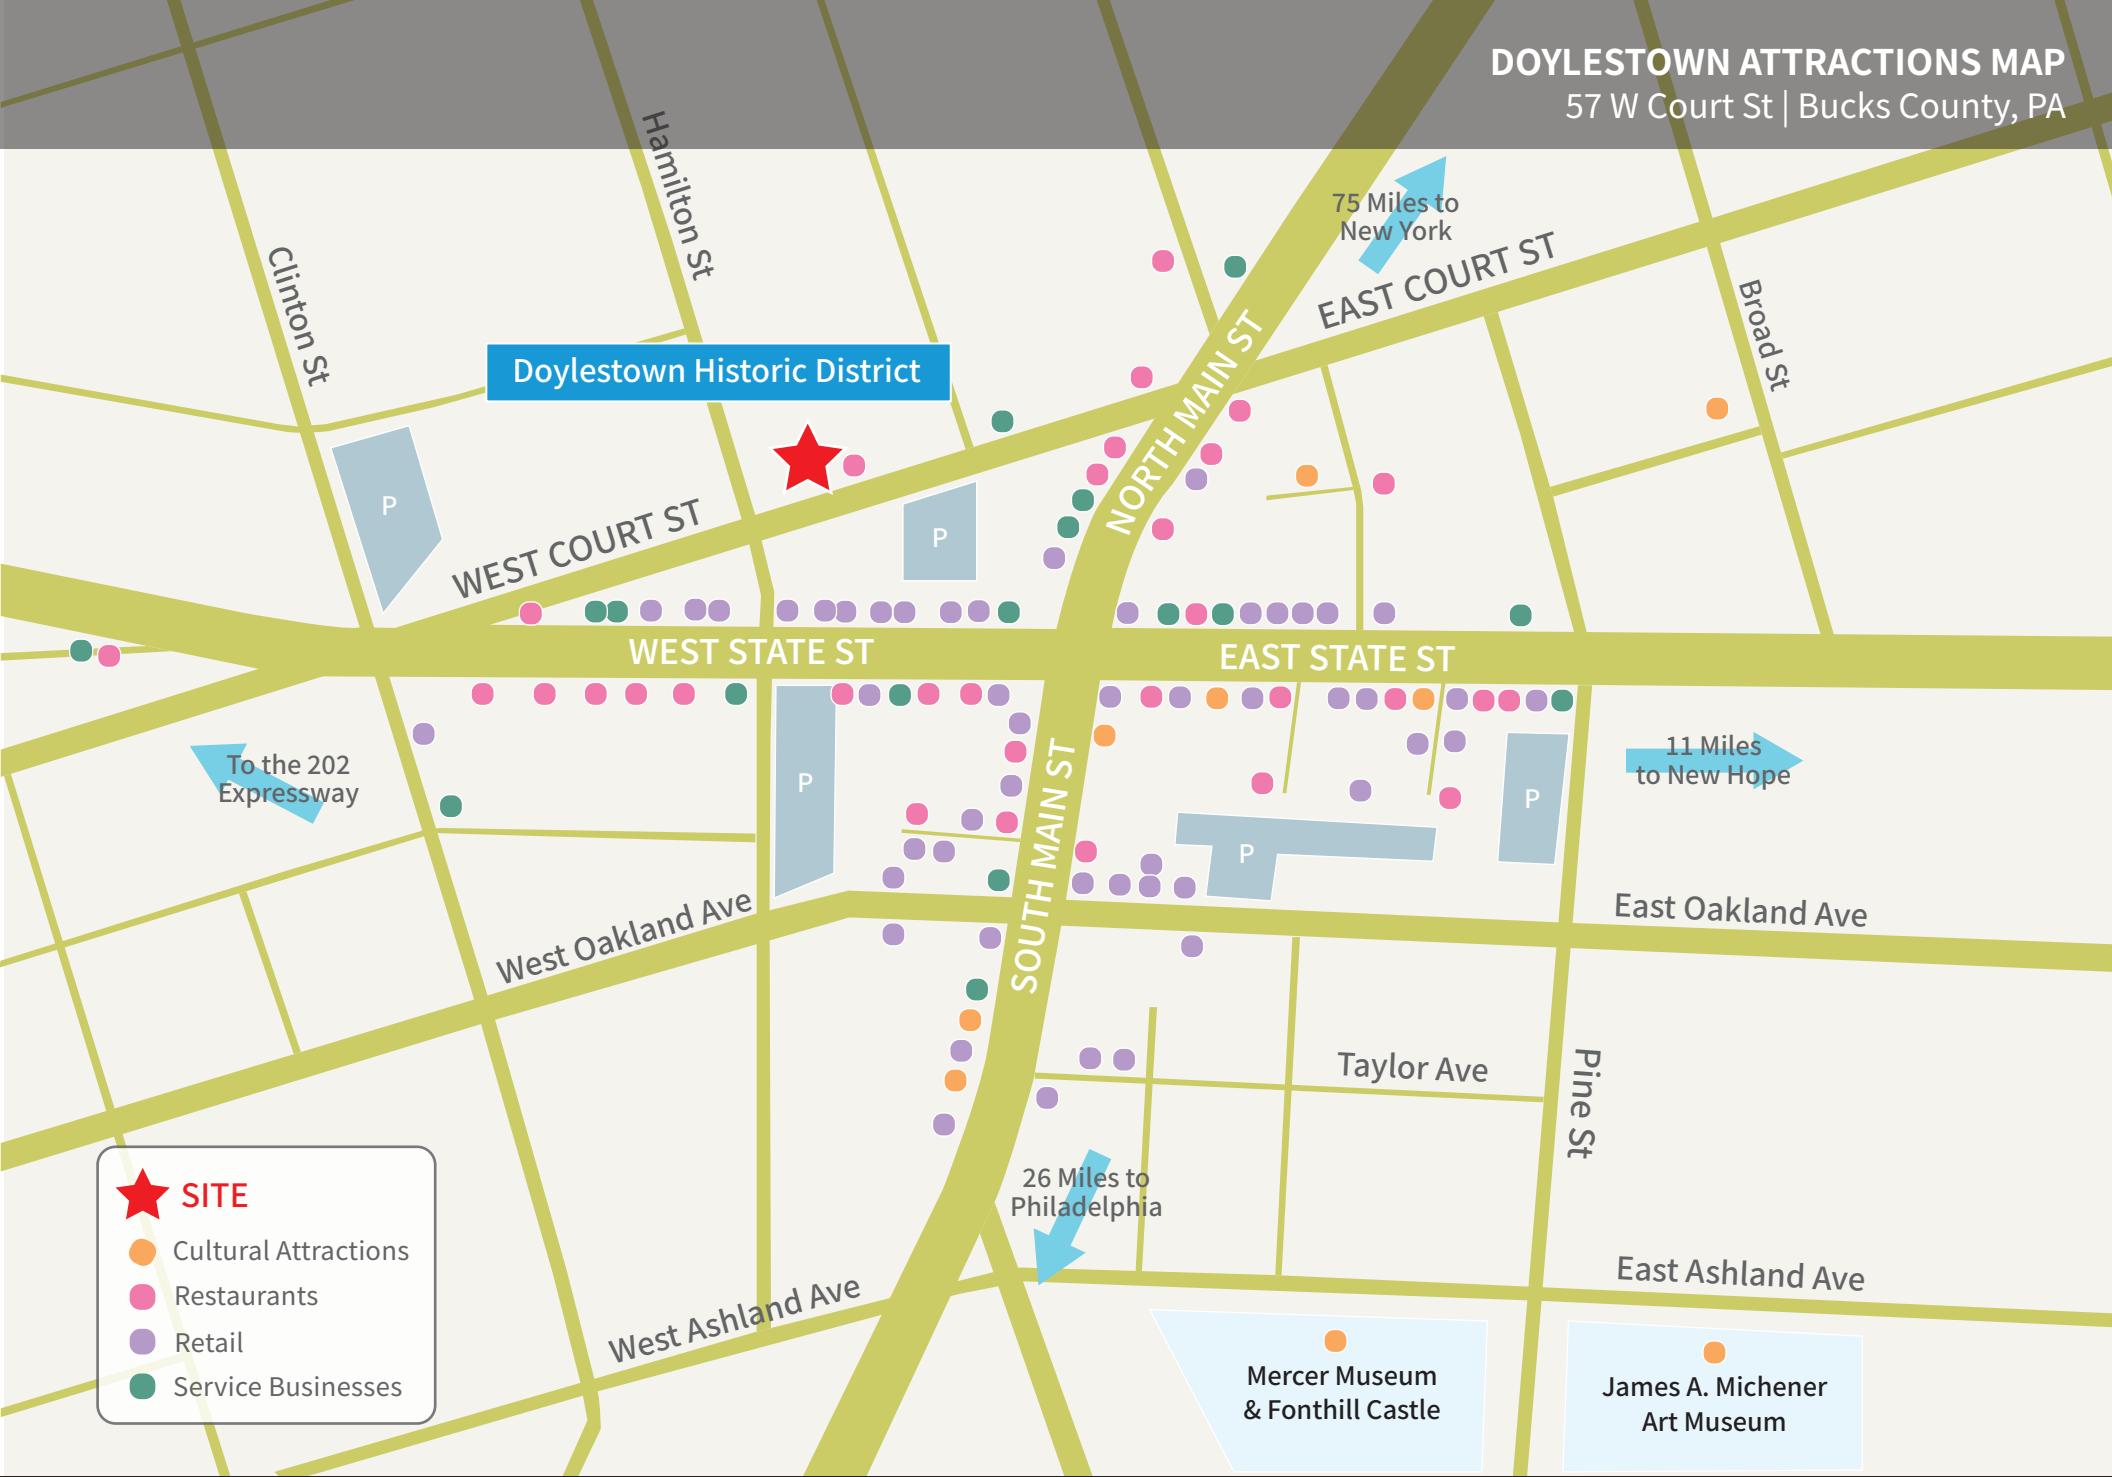 DOYLESTOWN ATTRACTIONS MAP
57 W Court St | Bucks County, PA
Hamilton St
Clinton St
75 Miles to
New York
EAST COURT ST
Broad St
NORTH MAIN ST
Doylestown Historic District
WEST COURT ST
P
P
WEST STATE ST
EAST STATE ST
To the 202
Expressway
P
SOUTH MAIN ST
P
P
11 Miles
to New Hope
West Oakland Ave
East Oakland Ave
Taylor Ave
Pine St
26 Miles to
Philadelphia
West Ashland Ave
East Ashland Ave
SITE
Cultural Attractions
Restaurants
Retail
Service Businesses
Mercer Museum
& Fonthill Castle
James A. Michener
Art Museum